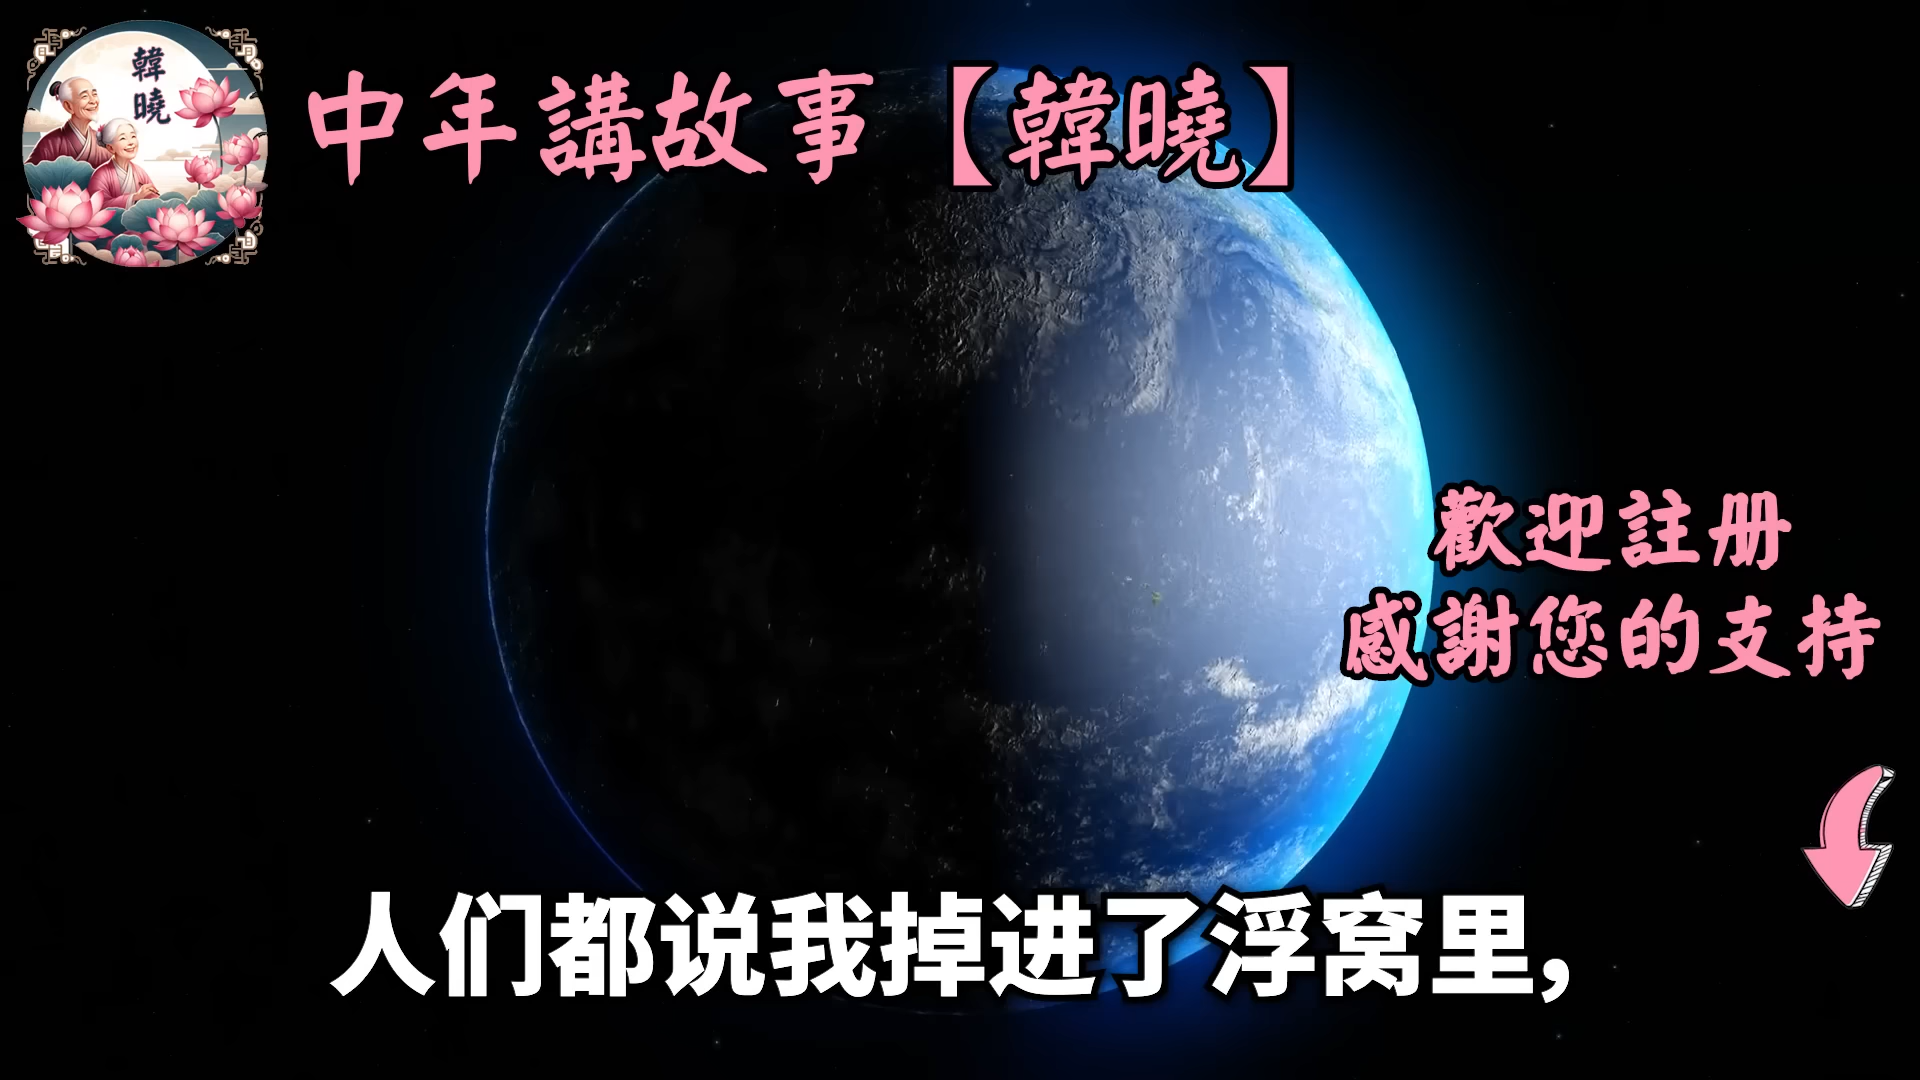 韓曉
中年講故事【韓曉】
歡迎註册
感謝您的支持
人们都说我掉进了浮窝里,